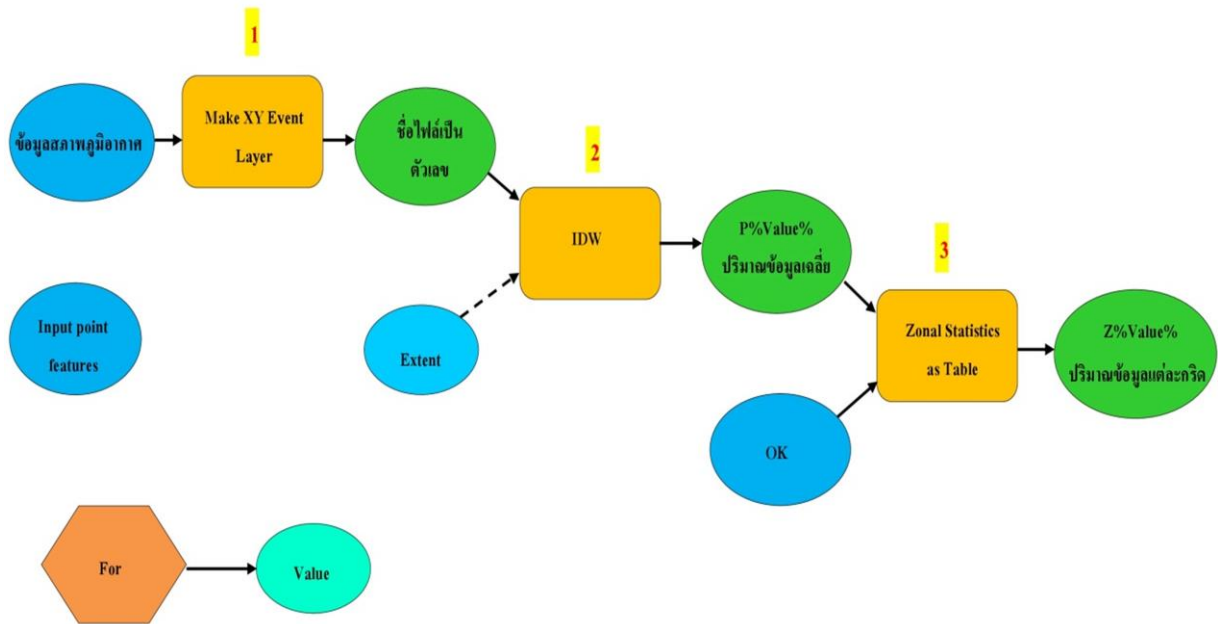 1
ข้อมูลสภาพภูมิอากาศ
Make XY Event
Layer
ชื่อไฟล์เป็น
ตัวเลข
2
IDW
P%Value%
ปริมาณข้อมูลเฉลี่ย
3
Input point
features
Extent
Zonal Statistics
as Table
Z%Value%
ปริมาณข้อมูลแต่ละกริด
OK
For
Value